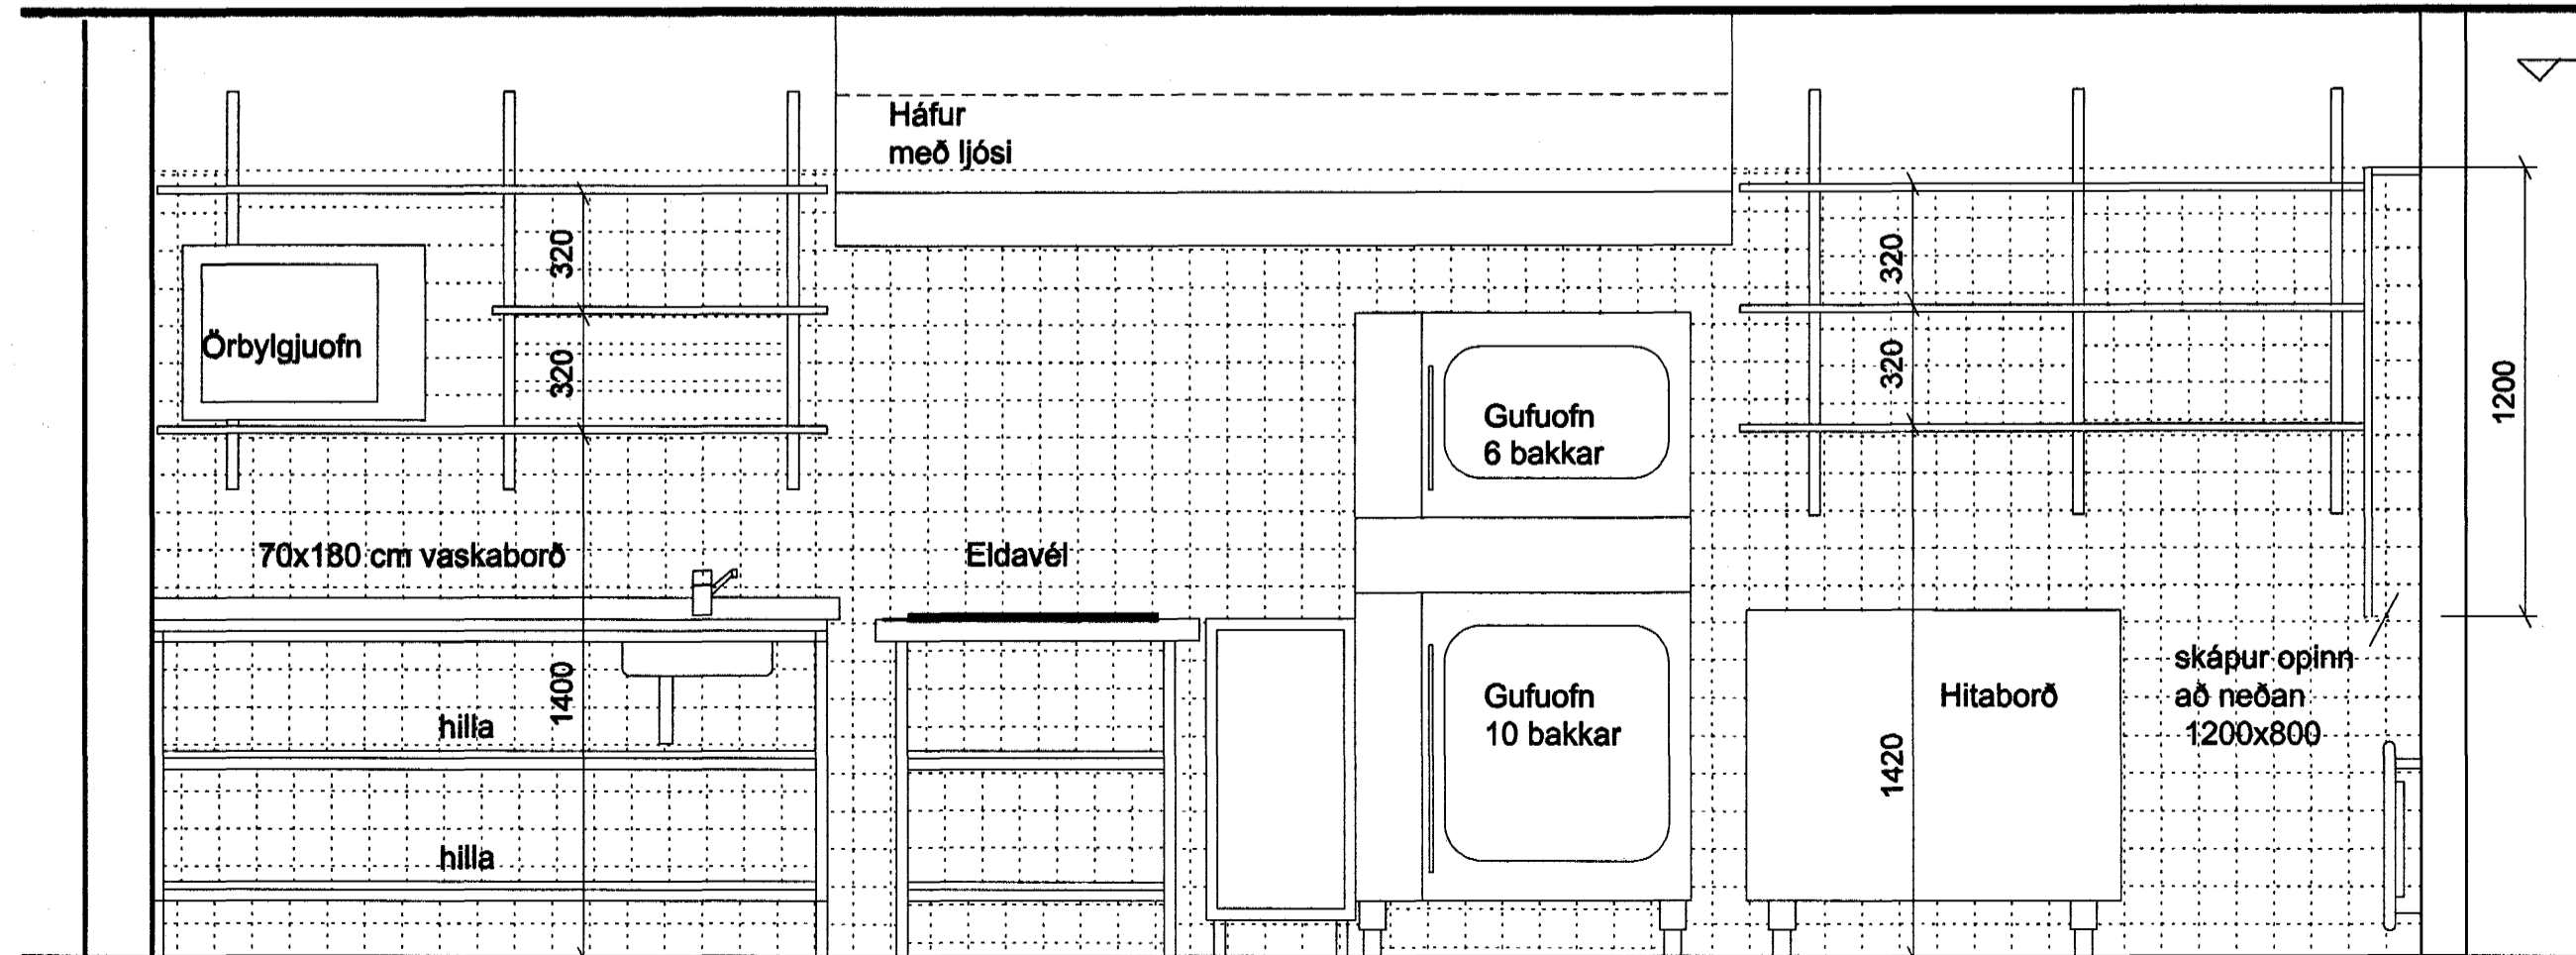 Háfur
með ljósi
320
320
Örbylgjuofn
320
320
1200
Gufuofn
6 bakkar
70x180 cm vaskaborð
Eldavél
skápur opinn
að neðan
1200x800
1400
hilla
Gufuofn
10 bakkar
Hitaborð
1420
hilla